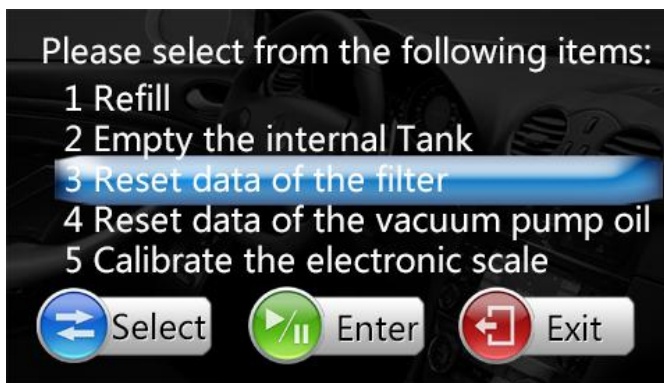 Please select from the following items:
1 Refill
2 Empty the internal Tank
3 Reset data of the filter
4 Reset data of the vacuum pump oil
5 Calibrate the electronic scale
Select Enter Exit